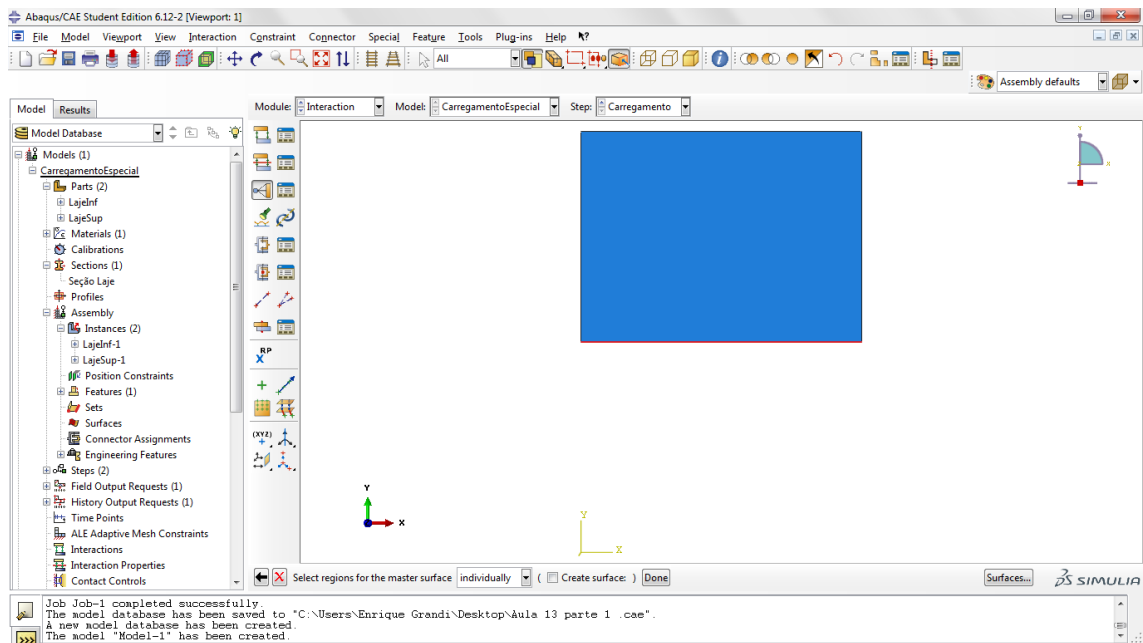 Abaqus/CAE Student Edition 6.12-2 [Viewport: 1]
File Model Viewport View Interaction Constraint Connector Special Feature Tools Plug-ins Help
All
Assembly defaults
Model Results
Module: Interaction Model: CarregamentoEspecial Step: Carregamento
Model Database
Models (1)
CarregamentoEspecial
Parts (2)
LajeInf
LajeSup
Materials (1)
Calibrations
Sections (1)
Seção Laje
Profiles
Assembly
Instances (2)
LajeInf-1
LajeSup-1
Position Constraints
Features (1)
Sets
Surfaces
Connector Assignments
Engineering Features
Steps (2)
Field Output Requests (1)
History Output Requests (1)
Time Points
ALE Adaptive Mesh Constraints
Interactions
Interaction Properties
Contact Controls
RP
(XYZ)
Y
X
Y
X
Y
X
Select regions for the master surface individually ( Create surface: ) Done
Surfaces...
SIMULIA
Job Job-1 completed successfully.
The model database has been saved to "C:\Users\Enrique Grandi\Desktop\Aula 13 parte 1 .cae".
A new model database has been created.
The model "Model-1" has been created.
>>>